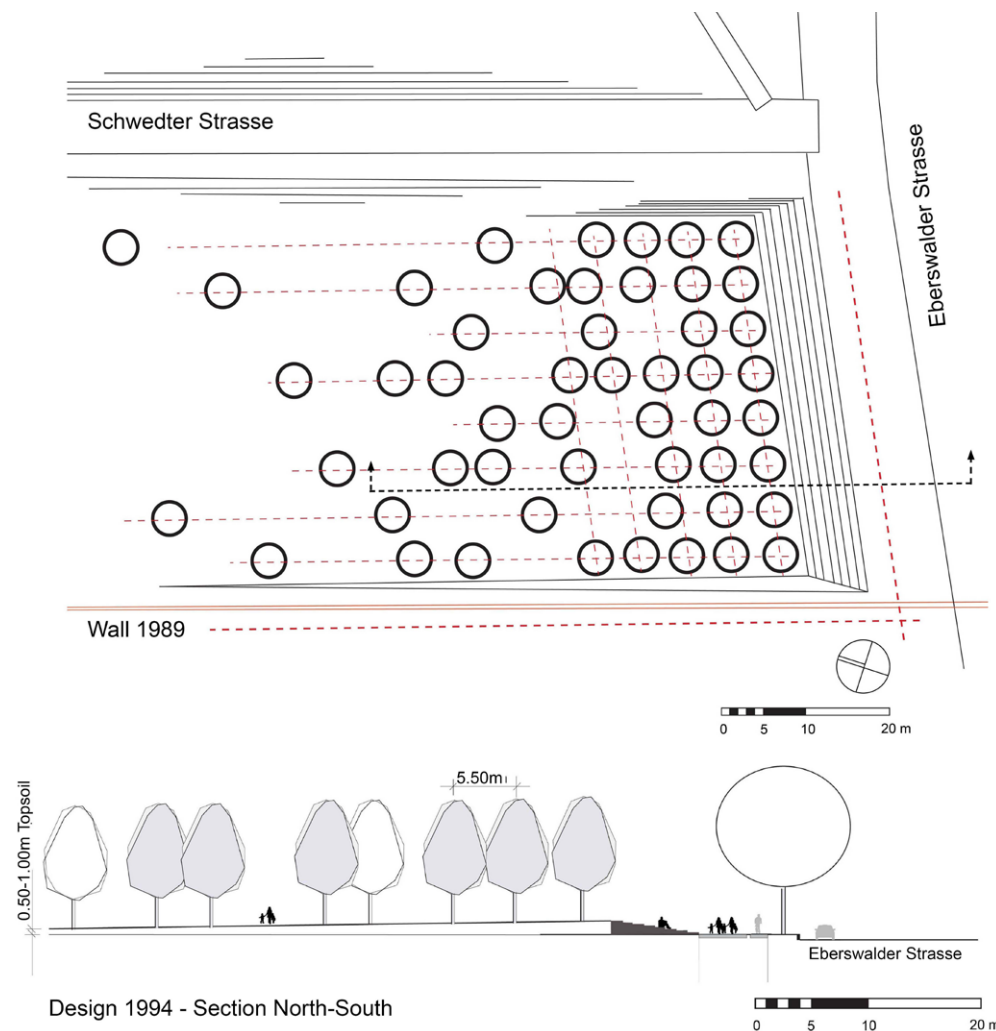 Schwedter Strasse
Eberswalder Strasse
Wall 1989
0 5 10 20 m
5.50m
0.50-1.00m Topsoil
Eberswalder Strasse
Design 1994 - Section North-South
0 5 10 20 m